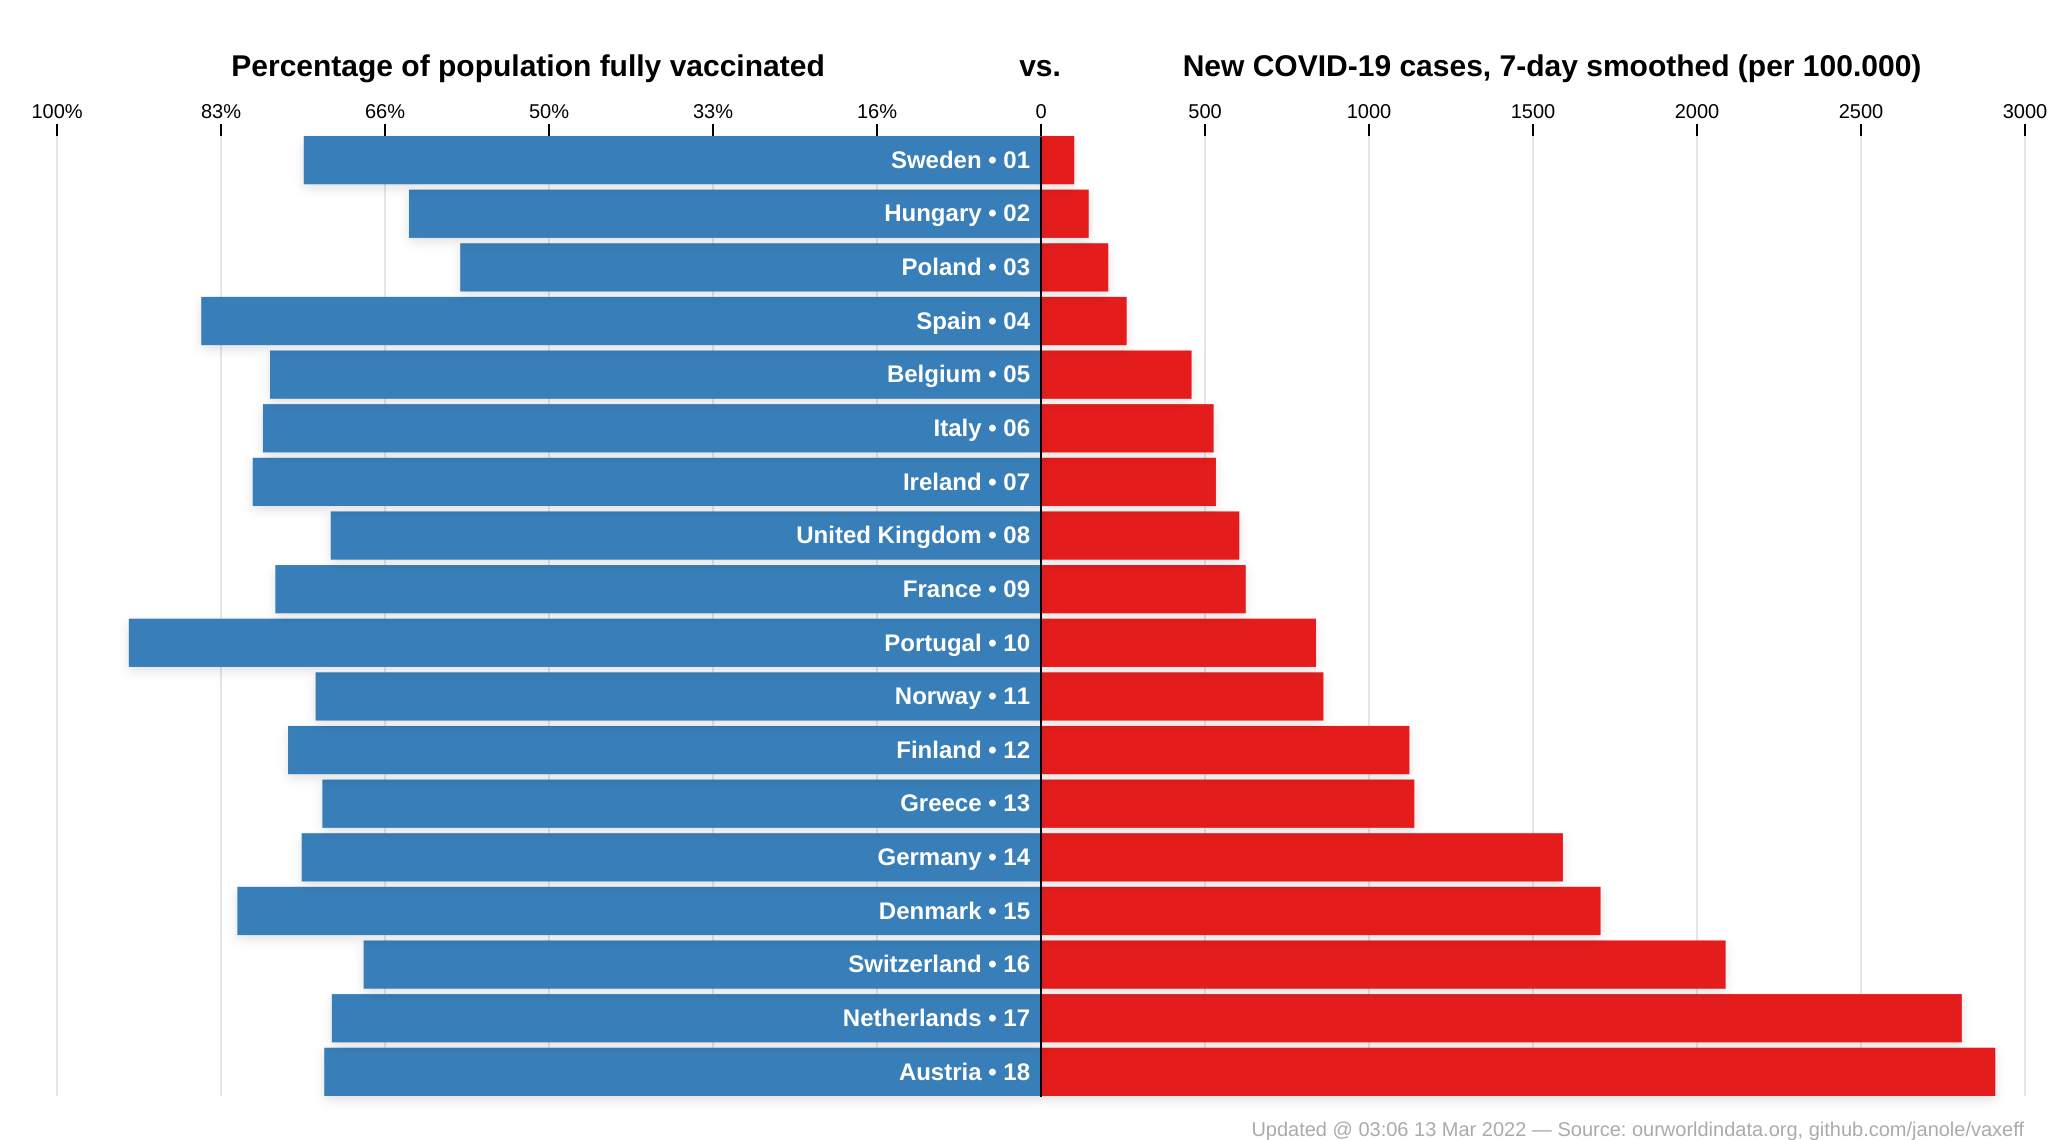 Percentage of population fully vaccinated vs. New COVID-19 cases, 7-day smoothed (per 100.000)
100% 83% 66% 50% 33% 16% 0 500 1000 1500 2000 2500 3000
Sweden • 01
Hungary • 02
Poland • 03
Spain • 04
Belgium • 05
Italy • 06
Ireland • 07
United Kingdom • 08
France • 09
Portugal • 10
Norway • 11
Finland • 12
Greece • 13
Germany • 14
Denmark • 15
Switzerland • 16
Netherlands • 17
Austria • 18
Updated @ 03:06 13 Mar 2022 — Source: ourworldindata.org, github.com/janole/vaxeff